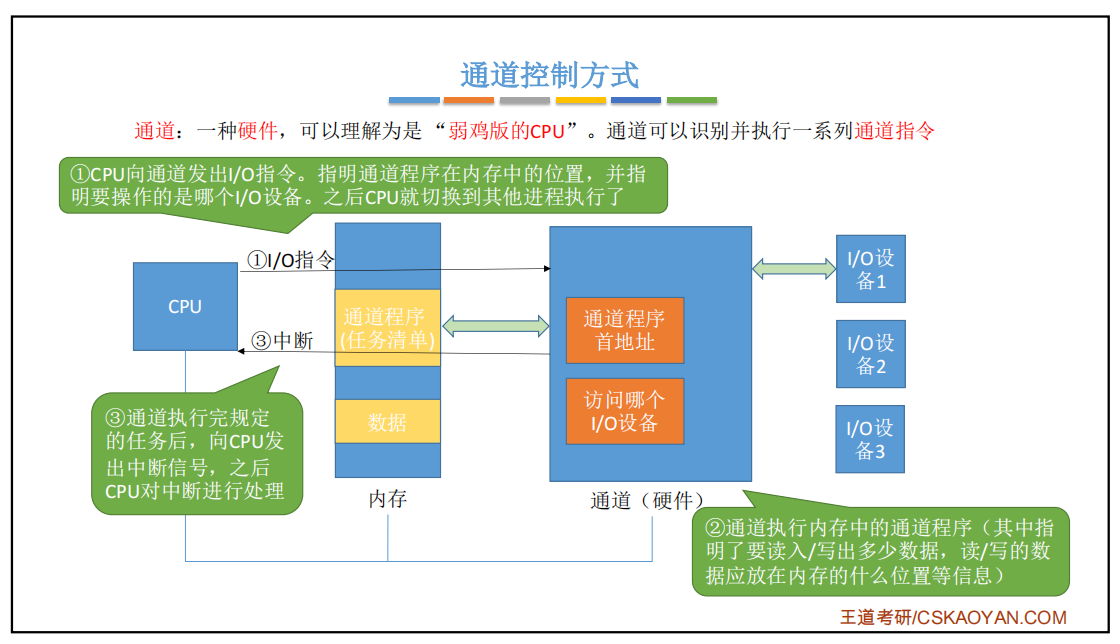 通道控制方式
通道：一种硬件，可以理解为是 “弱鸡版的CPU”。通道可以识别并执行一系列通道指令
①CPU向通道发出I/O指令。指明通道程序在内存中的位置，并指
明要操作的是哪个I/O设备。之后CPU就切换到其他进程执行了
①I/O指令
CPU
通道程序
(任务清单)
③中断
数据
内存
通道程序
首地址
访问哪个
I/O设备
通道（硬件）
I/O设
备1
I/O设
备2
I/O设
备3
③通道执行完规定
的任务后，向CPU发
出中断信号，之后
CPU对中断进行处理
②通道执行内存中的通道程序（其中指
明了要读入/写出多少数据，读/写的数
据应放在内存的什么位置等信息）
王道考研/CSKAOYAN.COM